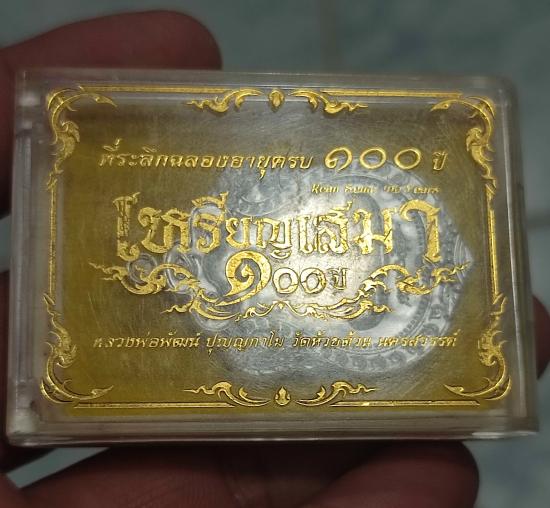 ที่ระลึกฉลองอายุครบ ๑๐๐ ปี
เหรียญเสมา
๑๐๐ ปี
หลวงพ่อพัฒน์ ปุญญกาโม วัดห้วยด้วน นครสวรรค์